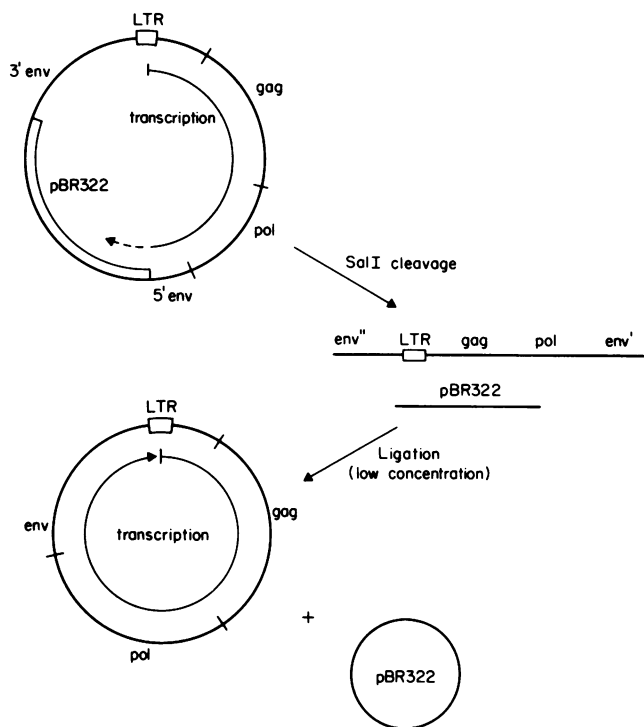 LTR
3' env
gag
transcription
pBR322
pol
5' env
SalI cleavage
env" LTR gag pol env'
pBR322
Ligation
(low concentration)
LTR
env
gag
transcription
pol
+
pBR322